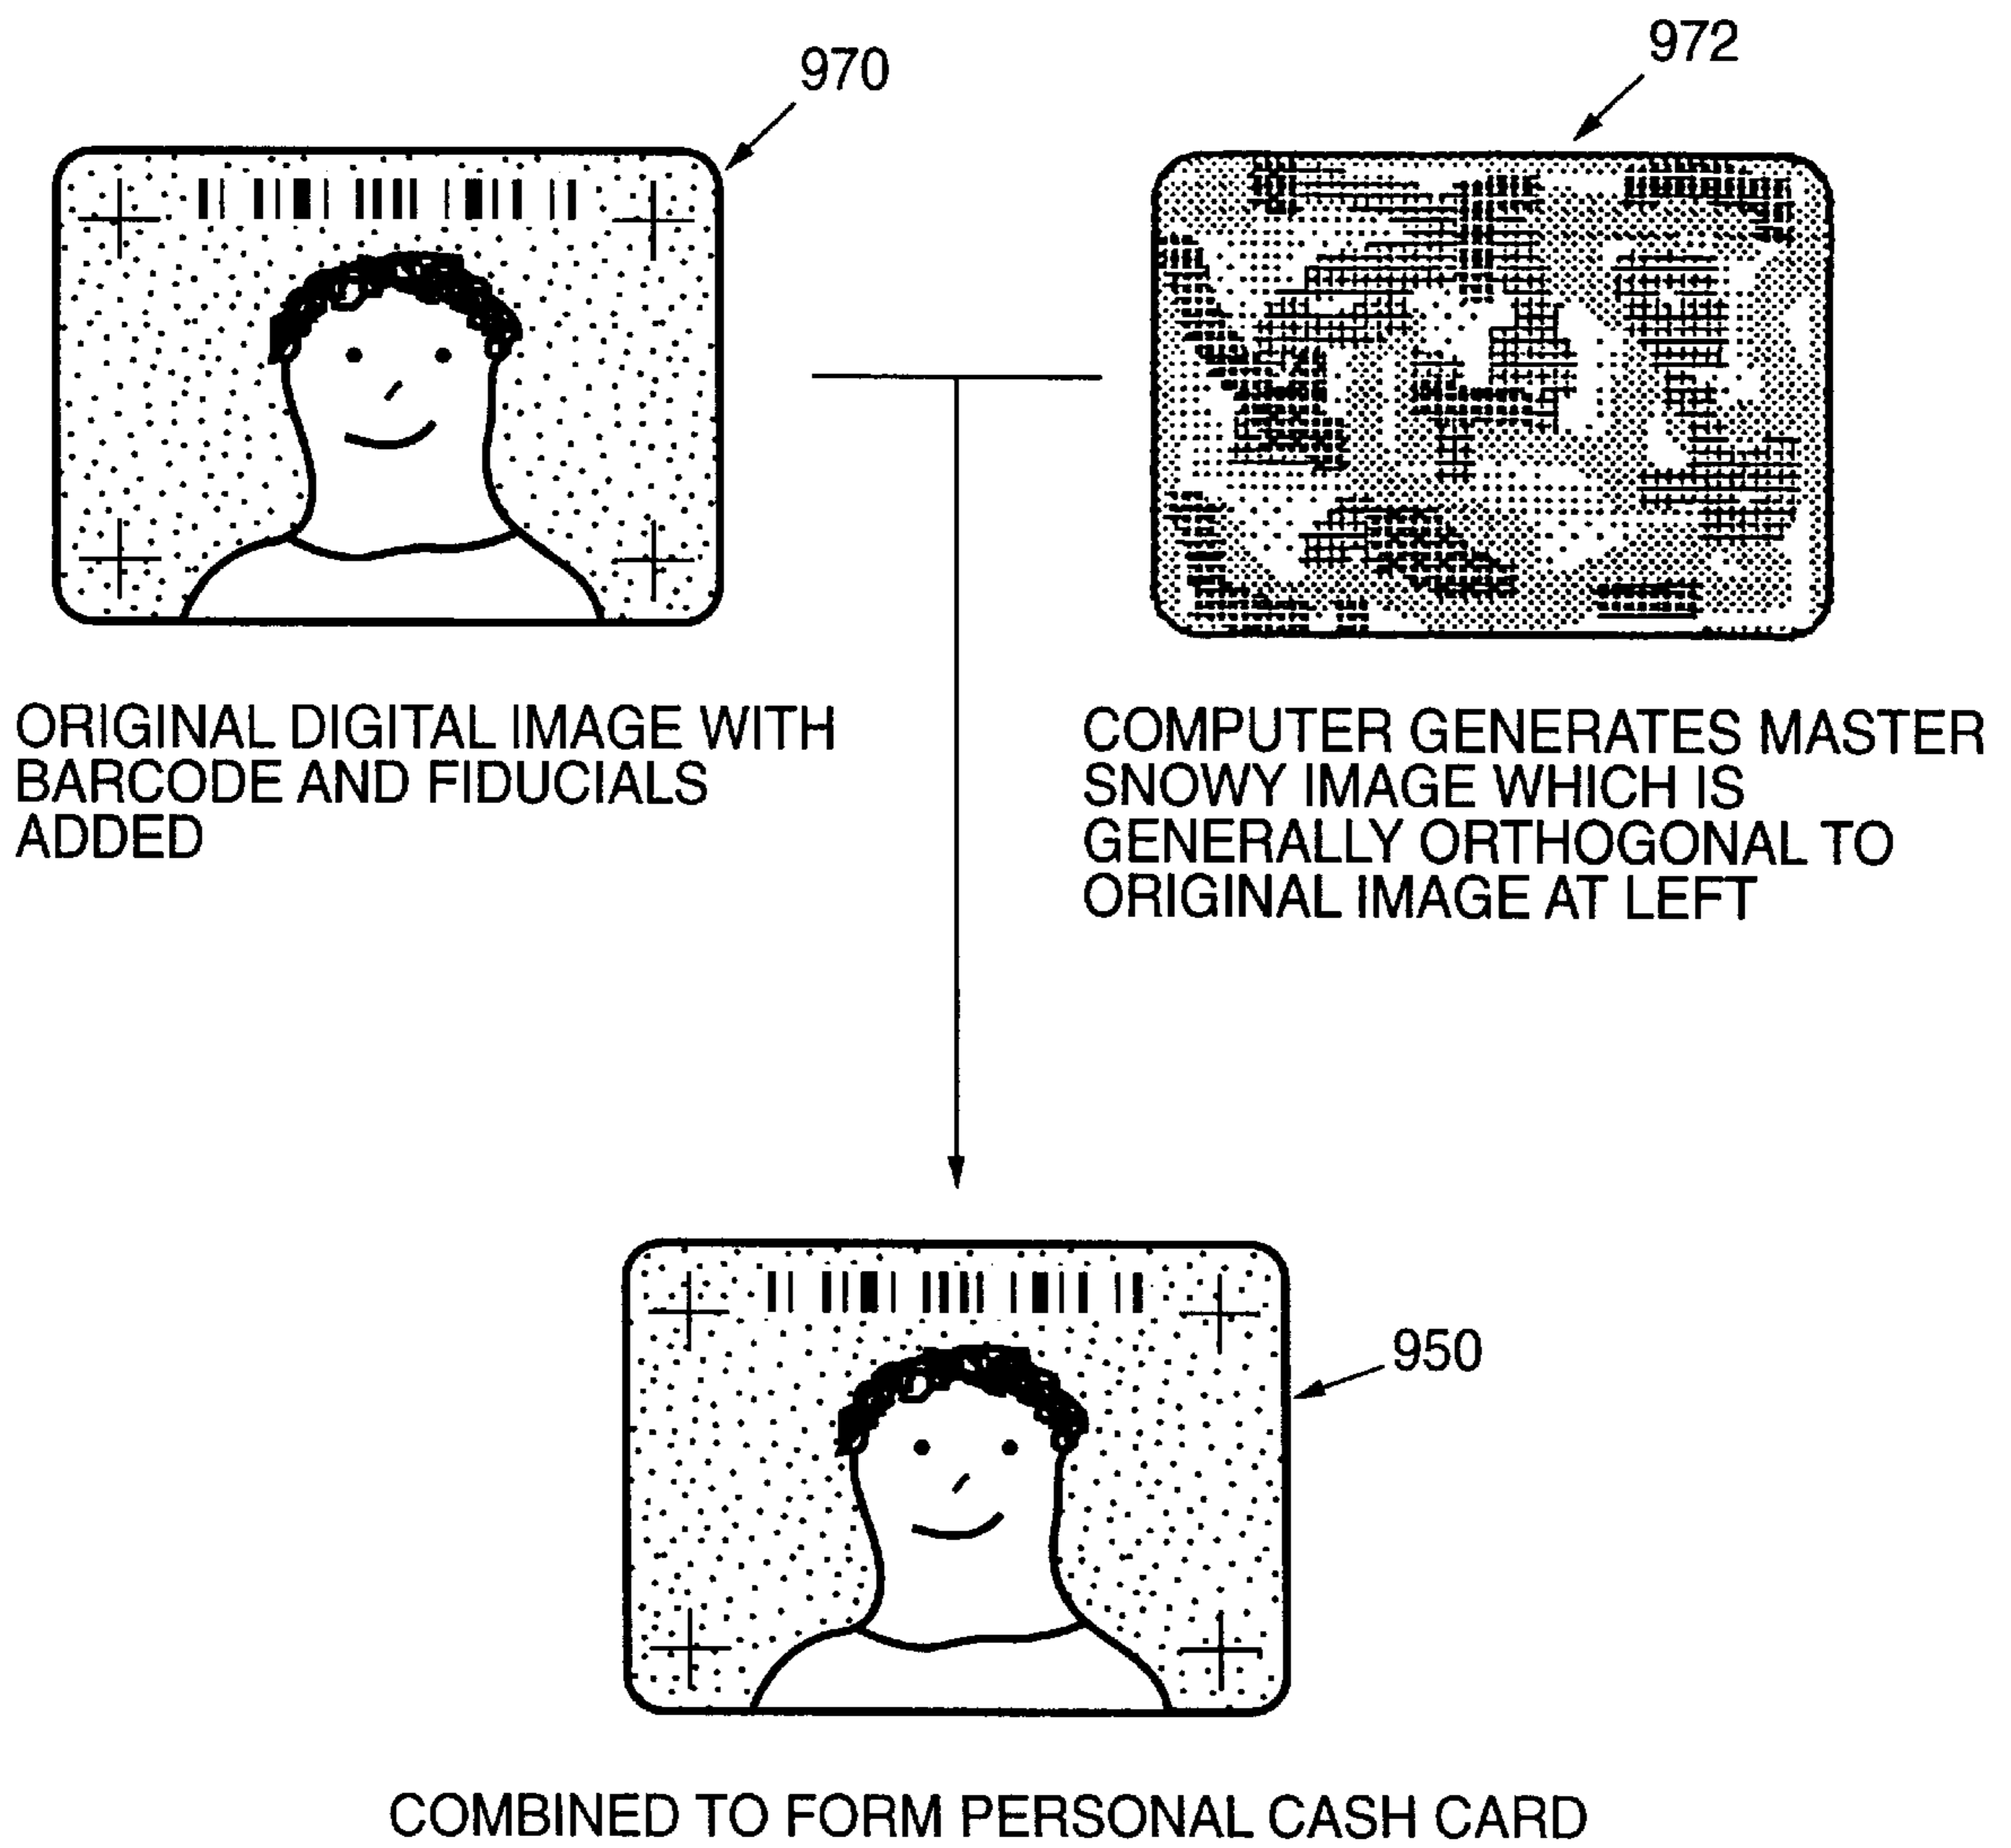 970
972
ORIGINAL DIGITAL IMAGE WITH
BARCODE AND FIDUCIALS
ADDED
COMPUTER GENERATES MASTER
SNOWY IMAGE WHICH IS
GENERALLY ORTHOGONAL TO
ORIGINAL IMAGE AT LEFT
950
COMBINED TO FORM PERSONAL CASH CARD